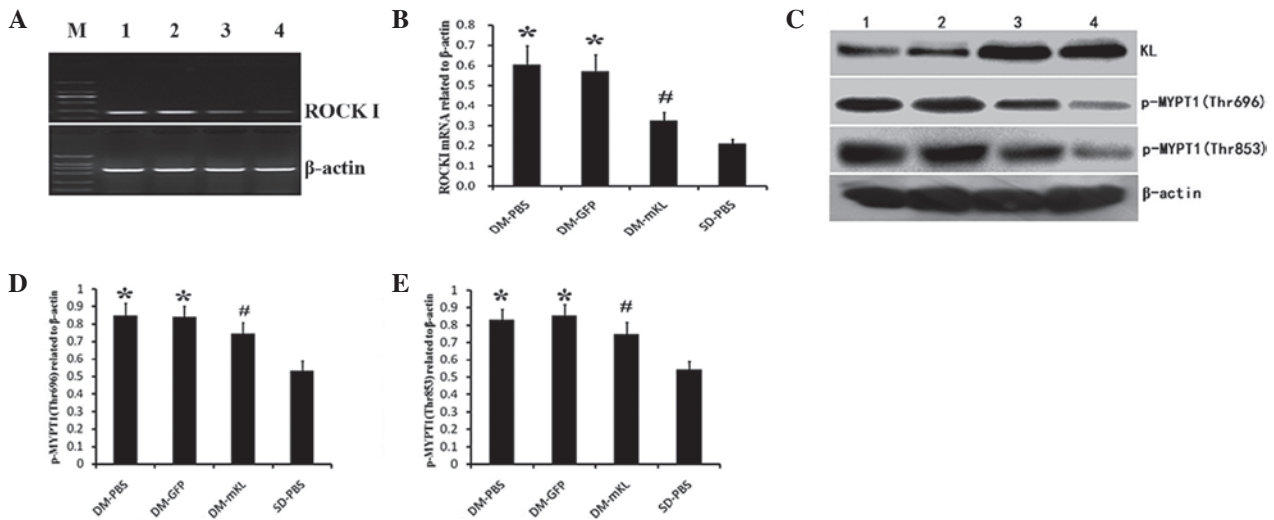 A
M 1 2 3 4
ROCK I
β-actin
B
ROCKI mRNA related to β-actin
0.8
0.7
0.6
0.5
0.4
0.3
0.2
0.1
0.0
* * #
DM-PBS DM-GFP DM-mKL SD-PBS
C
1 2 3 4
KL
p-MYPT1(Thr696)
p-MYPT1(Thr853)
β-actin
D
p-MYPT1(Thr696) related to β-actin
1
0.9
0.8
0.7
0.6
0.5
0.4
0.3
0.2
0.1
0
* * #
DM-PBS DM-GFP DM-mKL SD-PBS
E
p-MYPT1(Thr853) related to β-actin
1
0.9
0.8
0.7
0.6
0.5
0.4
0.3
0.2
0.1
0
* * #
DM-PBS DM-GFP DM-mKL SD-PBS